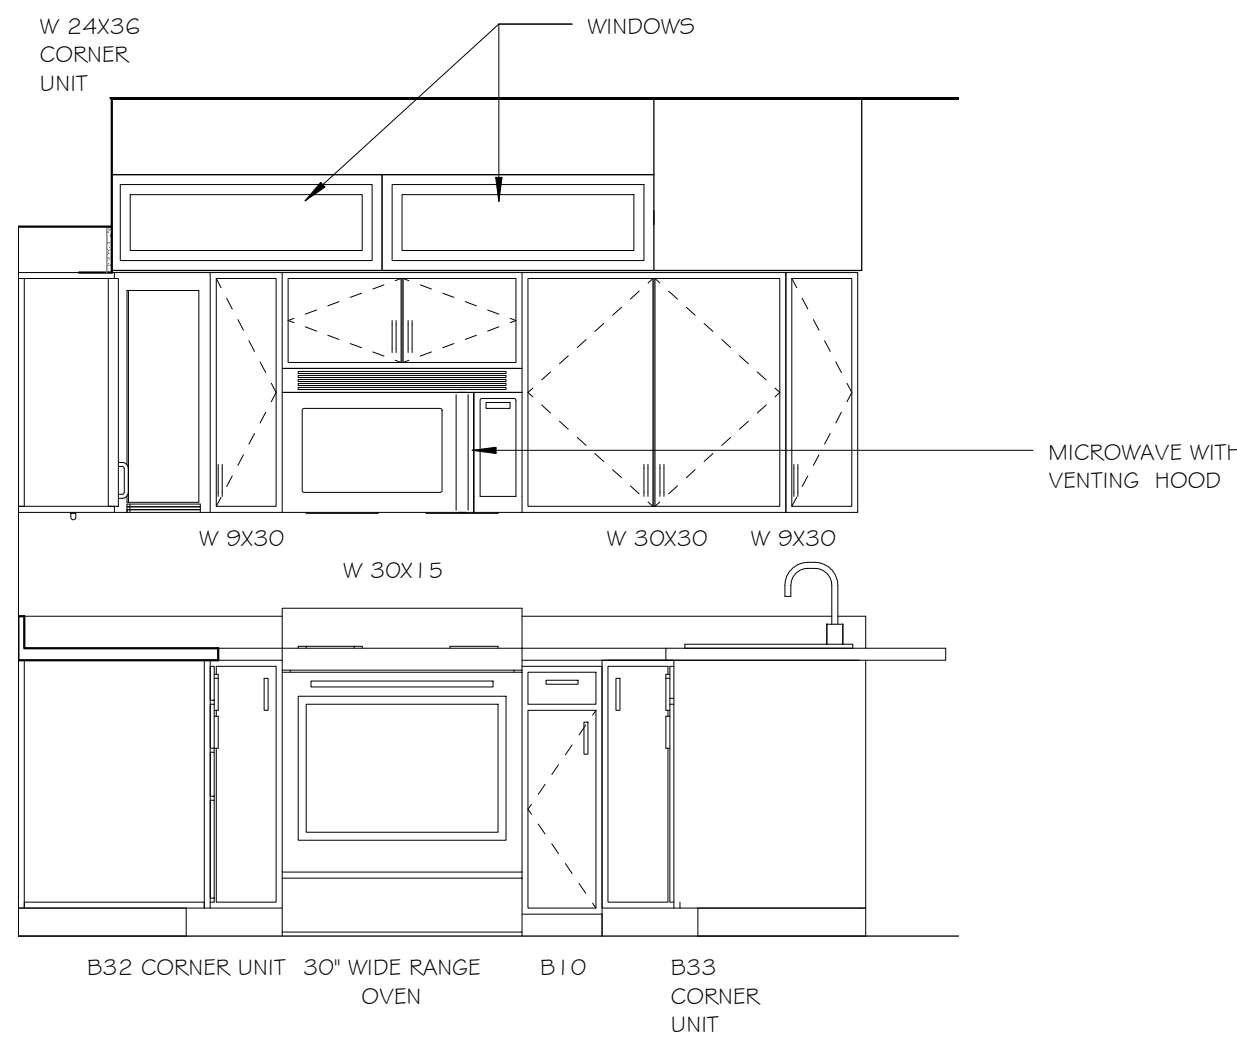 W 24X36
CORNER
UNIT
WINDOWS
MICROWAVE WITH
VENTING HOOD
W 9X30
W 30X30
W 9X30
W 30X15
B32 CORNER UNIT
30" WIDE RANGE
OVEN
B10
B33
CORNER
UNIT